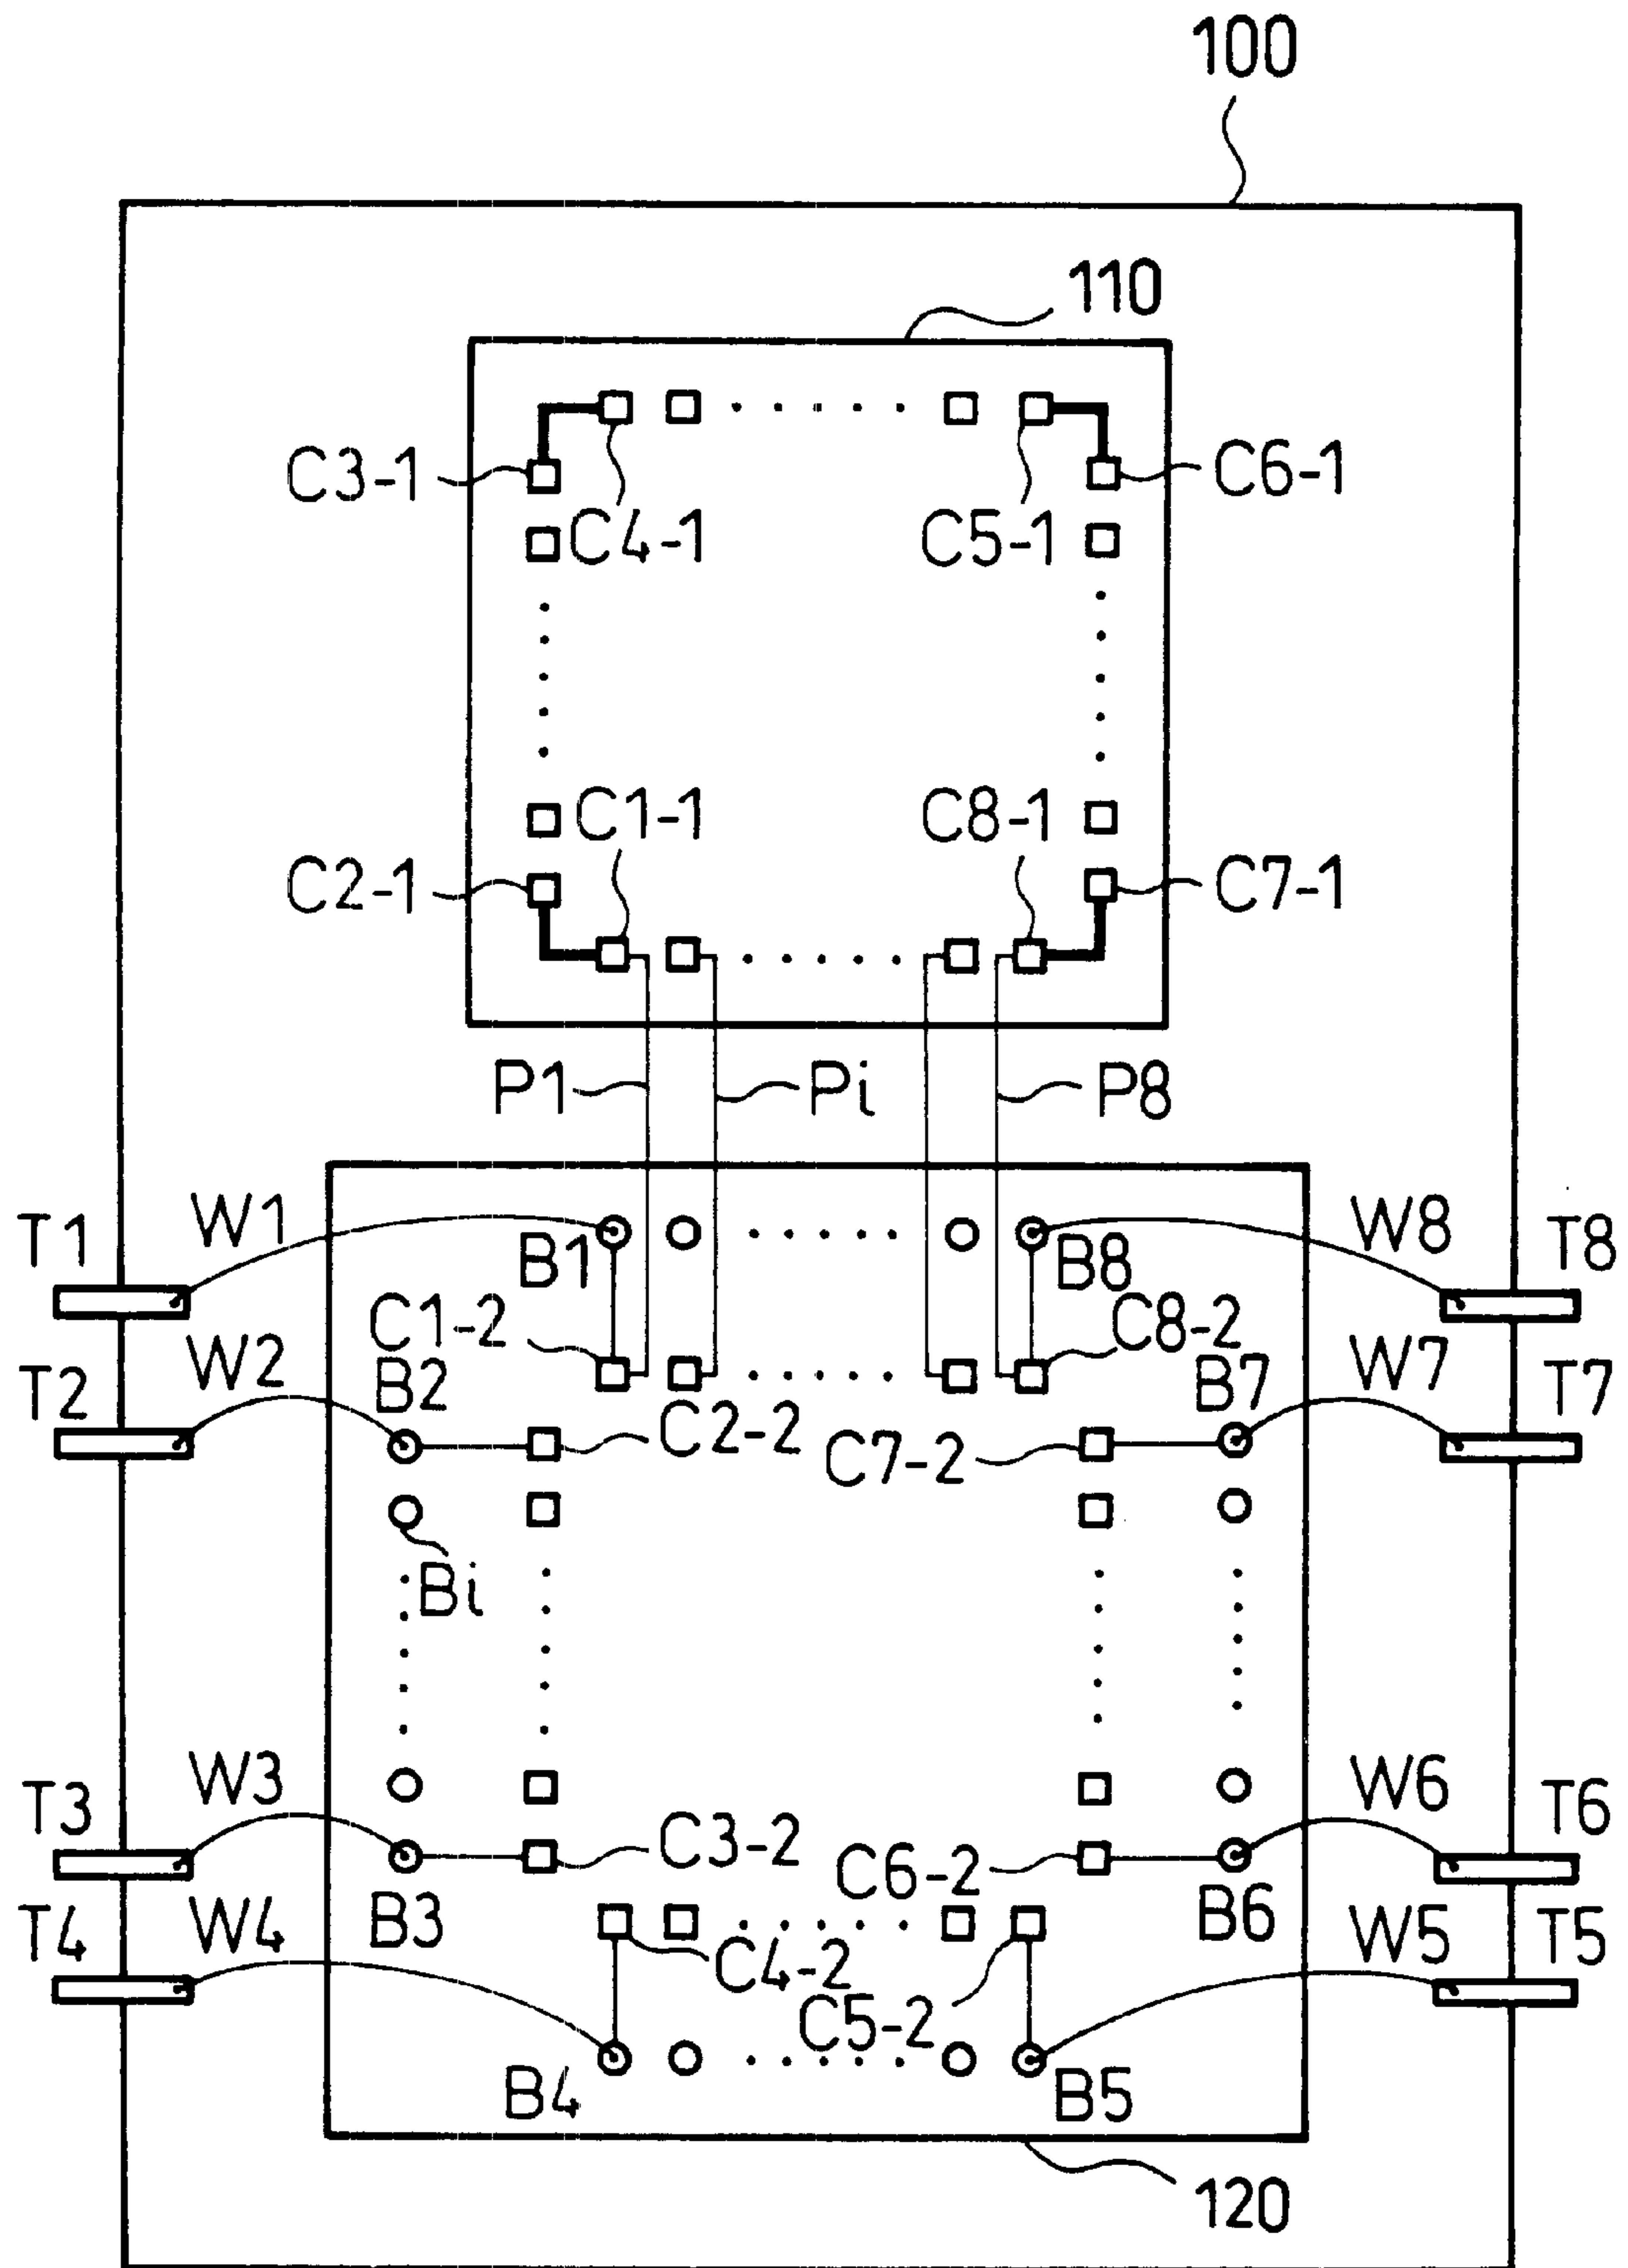 100
110
C3-1
C6-1
C4-1
C5-1
C1-1
C8-1
C2-1
C7-1
P1
Pi
P8
T1
W1
B1
B8
W8
T8
C1-2
C8-2
T2
W2
B2
B7
W7
T7
C2-2
C7-2
Bi
T3
W3
C3-2
C6-2
W6
T6
B3
B6
T4
W4
C4-2
W5
T5
C5-2
B4
B5
120